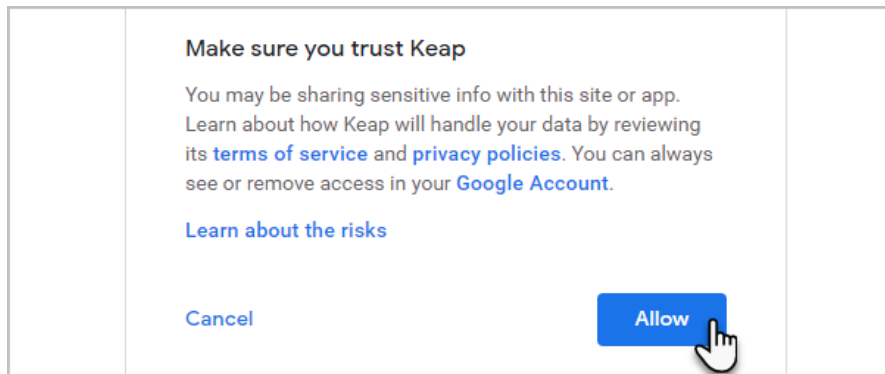 Make sure you trust Keap
You may be sharing sensitive info with this site or app.
Learn about how Keap will handle your data by reviewing
its terms of service and privacy policies. You can always
see or remove access in your Google Account.
Learn about the risks
Cancel
Allow